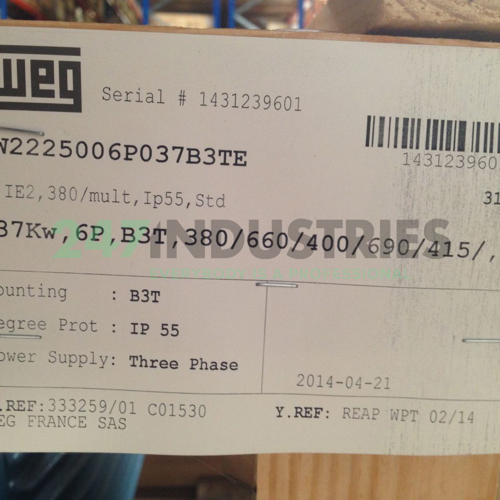 weg
Serial # 1431239601
W2225006P037B3TE
143123960
IE2,380/mult,Ip55,Std
31
37Kw,6P,B3T,380/660/400/690/415/,
247 INDUSTRIES
ounting : B3T
egree Prot : IP 55
ower Supply: Three Phase
2014-04-21
.REF:333259/01 C01530
Y.REF: REAP WPT 02/14
EG FRANCE SAS